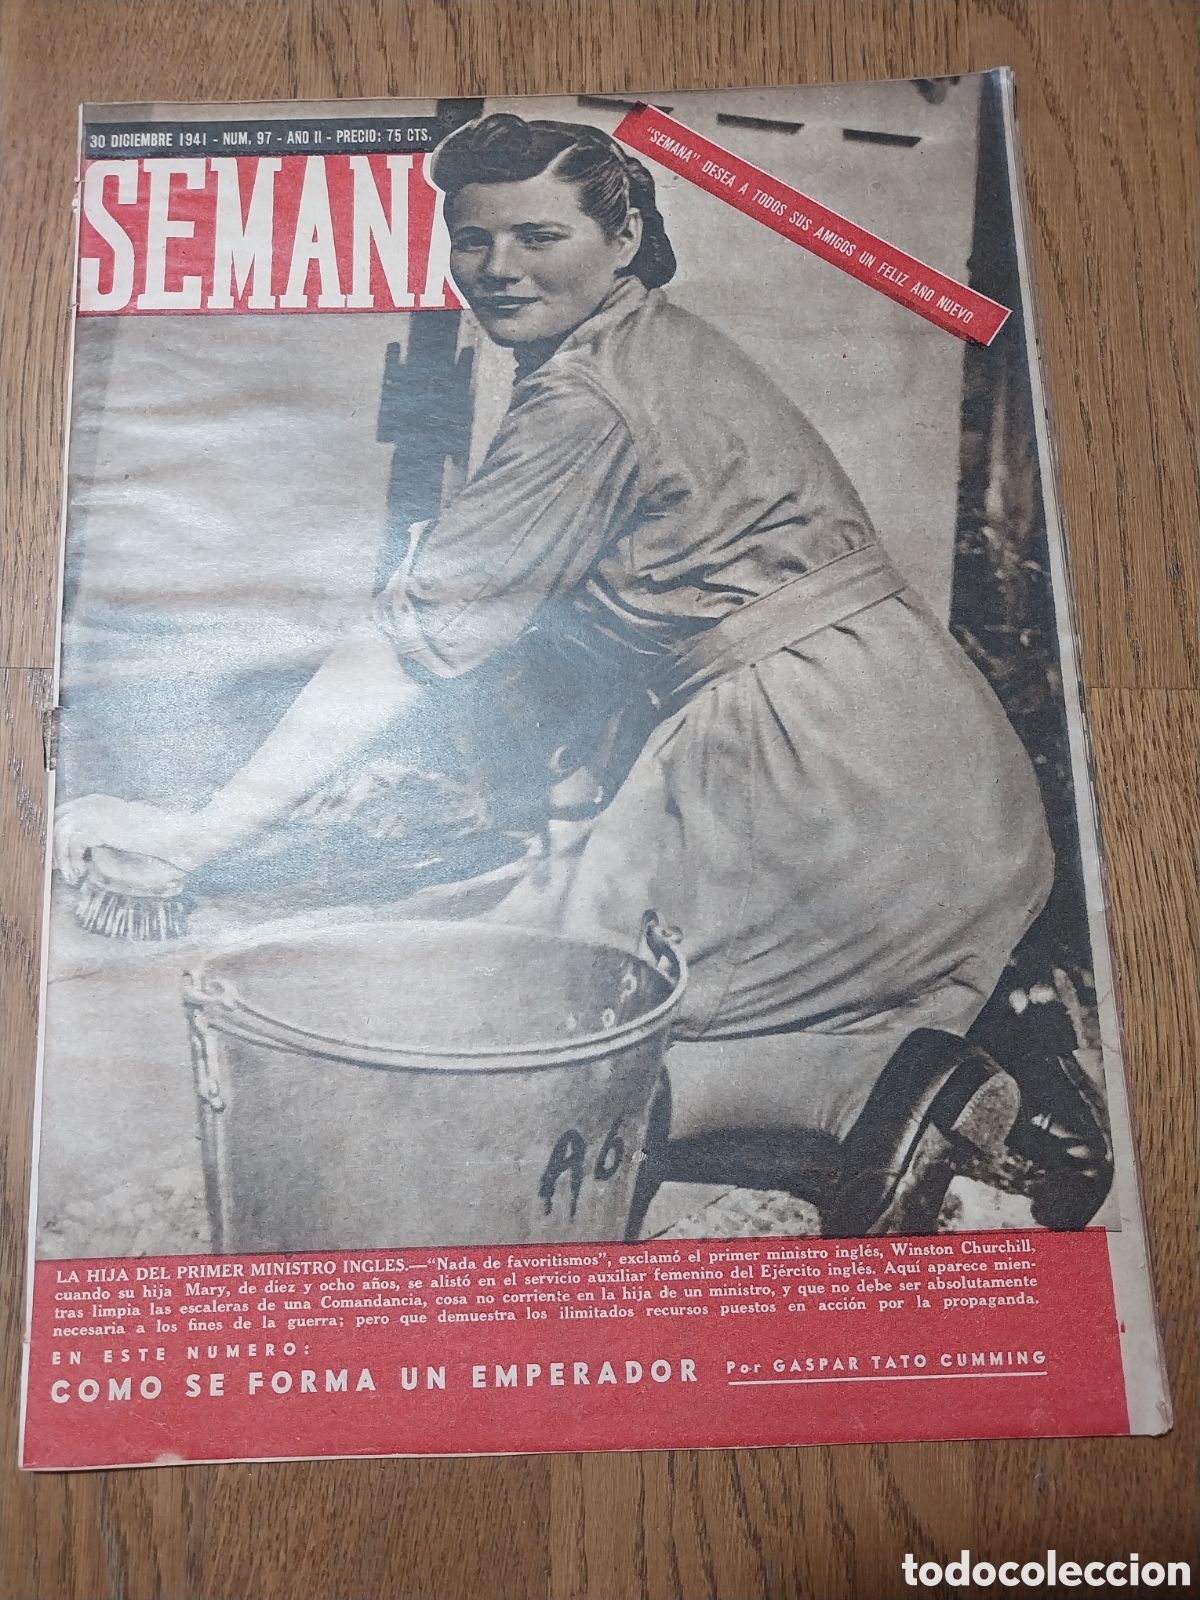 30 DICIEMBRE 1941 - NUM. 97 - AÑO II - PRECIO: 75 CTS.
SEMANA
"SEMANA" DESEA A TODOS SUS AMIGOS UN FELIZ AÑO NUEVO
A6
LA HIJA DEL PRIMER MINISTRO INGLES.—"Nada de favoritismos", exclamó el primer ministro inglés, Winston Churchill,
cuando su hija Mary, de diez y ocho años, se alistó en el servicio auxiliar femenino del Ejército inglés. Aquí aparece mien-
tras limpia las escaleras de una Comandancia, cosa no corriente en la hija de un ministro, y que no debe ser absolutamente
necesaria a los fines de la guerra; pero que demuestra los ilimitados recursos puestos en acción por la propaganda.
EN ESTE NUMERO:
COMO SE FORMA UN EMPERADOR Por GASPAR TATO CUMMING
todocoleccion